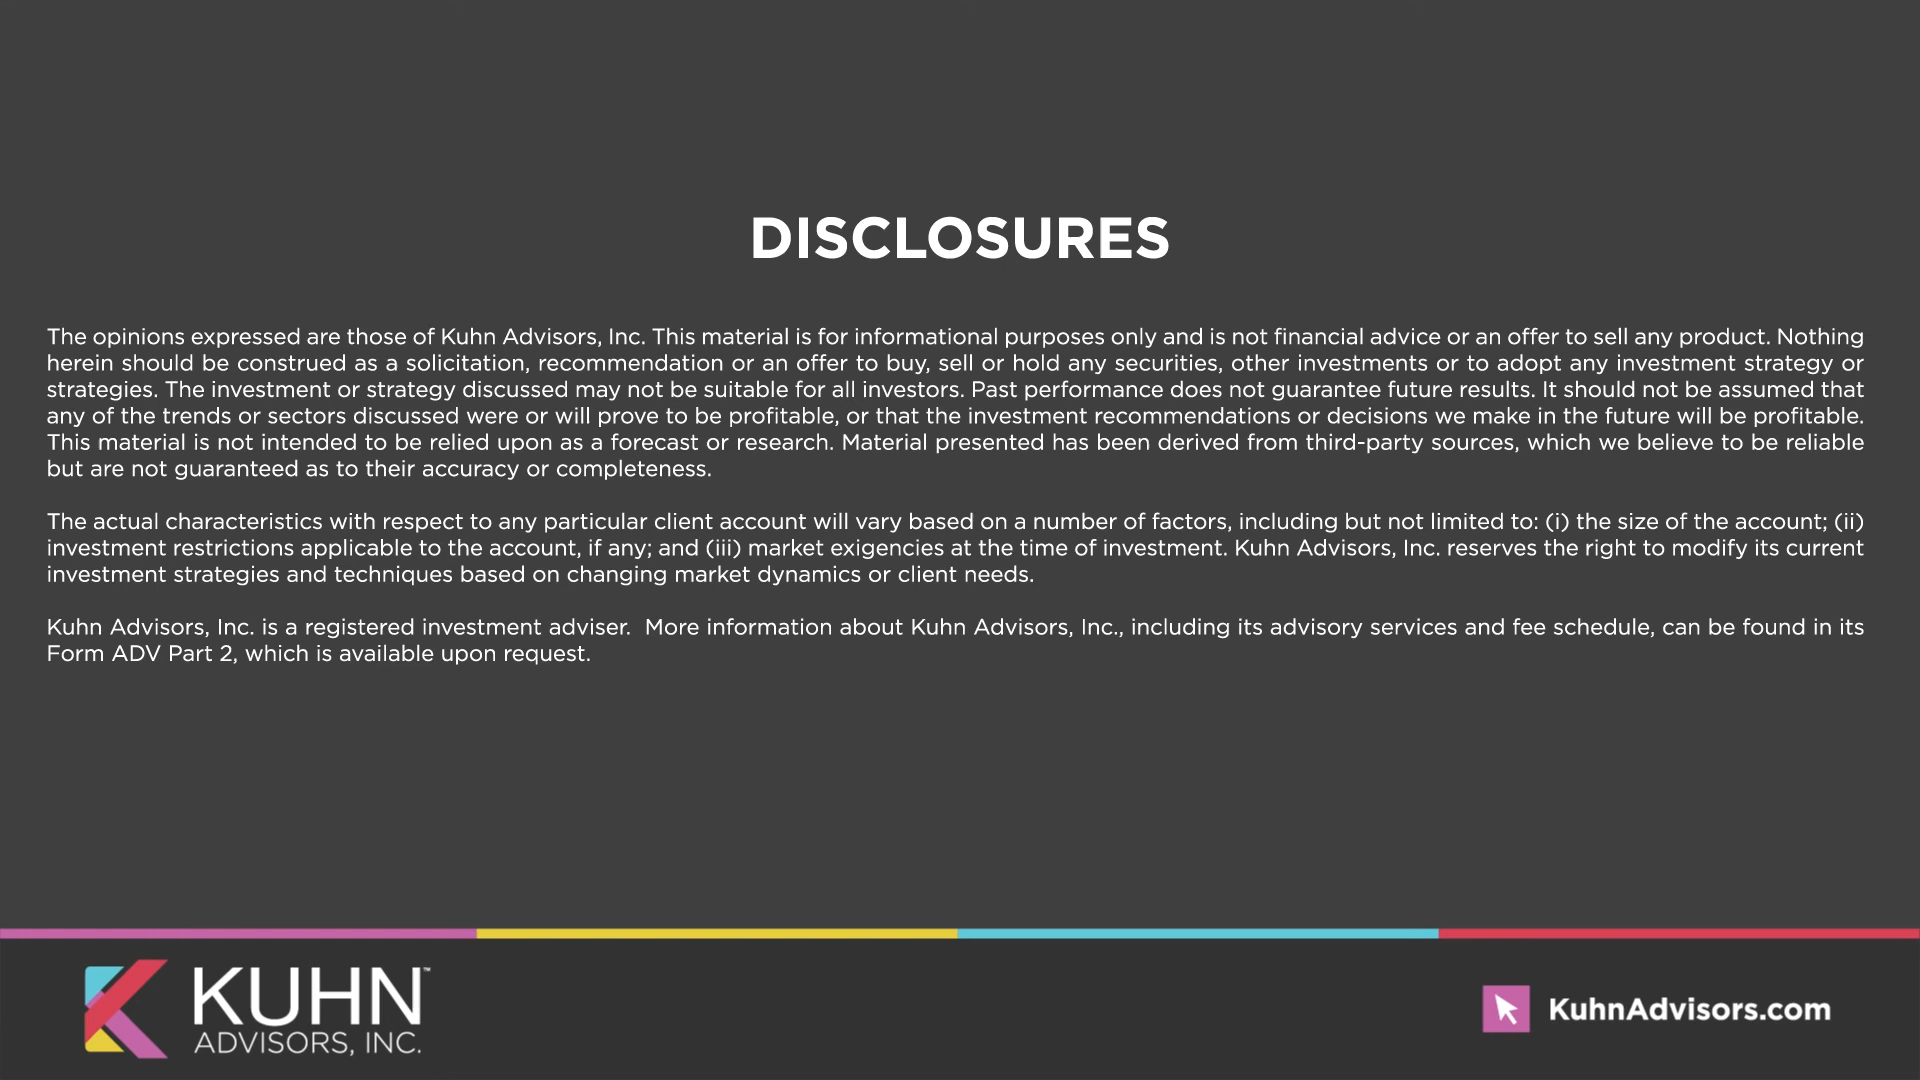 DISCLOSURES
The opinions expressed are those of Kuhn Advisors, Inc. This material is for informational purposes only and is not financial advice or an offer to sell any product. Nothing
herein should be construed as a solicitation, recommendation or an offer to buy, sell or hold any securities, other investments or to adopt any investment strategy or
strategies. The investment or strategy discussed may not be suitable for all investors. Past performance does not guarantee future results. It should not be assumed that
any of the trends or sectors discussed were or will prove to be profitable, or that the investment recommendations or decisions we make in the future will be profitable.
This material is not intended to be relied upon as a forecast or research. Material presented has been derived from third-party sources, which we believe to be reliable
but are not guaranteed as to their accuracy or completeness.
The actual characteristics with respect to any particular client account will vary based on a number of factors, including but not limited to: (i) the size of the account; (ii)
investment restrictions applicable to the account, if any; and (iii) market exigencies at the time of investment. Kuhn Advisors, Inc. reserves the right to modify its current
investment strategies and techniques based on changing market dynamics or client needs.
Kuhn Advisors, Inc. is a registered investment adviser.  More information about Kuhn Advisors, Inc., including its advisory services and fee schedule, can be found in its
Form ADV Part 2, which is available upon request.
KUHN™
ADVISORS, INC.
KuhnAdvisors.com